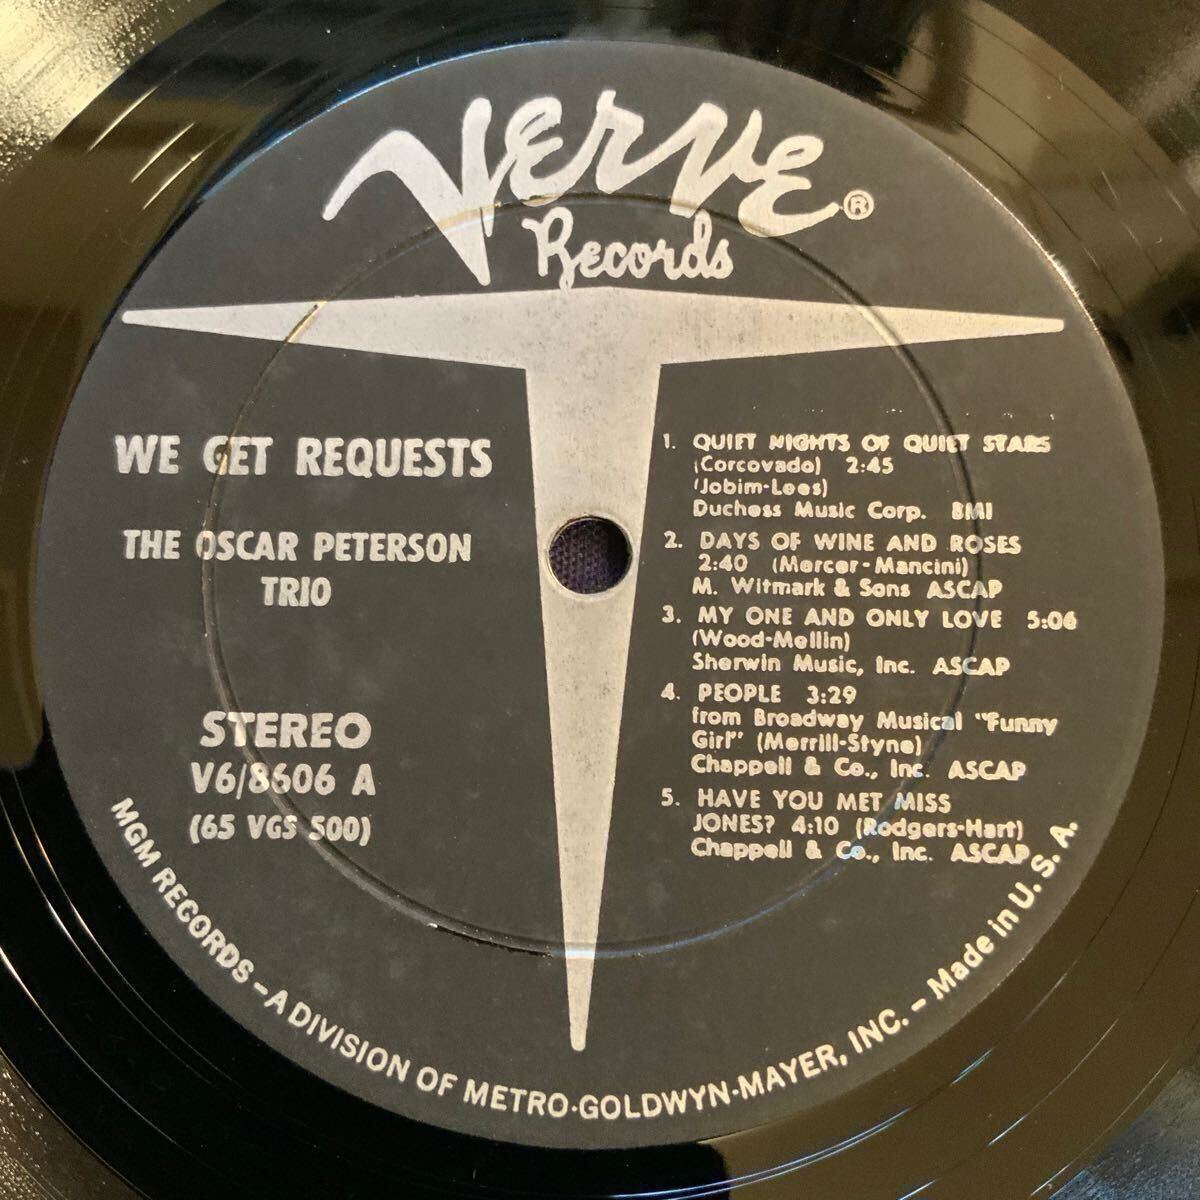 Verve®
Records
WE GET REQUESTS
THE OSCAR PETERSON
TRIO
STEREO
V6/8606 A
(65 VGS 500)
1. QUIET NIGHTS OF QUIET STARS
(Corcovado) 2:45
(Jobim-Lees)
Duchess Music Corp. BMI
2. DAYS OF WINE AND ROSES
2:40 (Mercer-Mancini)
M. Witmark & Sons ASCAP
3. MY ONE AND ONLY LOVE 5:06
(Wood-Mellin)
Sherwin Music, Inc. ASCAP
4. PEOPLE 3:29
from Broadway Musical "Funny
Girl" (Merrill-Styne)
Chappell & Co., Inc. ASCAP
5. HAVE YOU MET MISS
JONES? 4:10 (Rodgers-Hart)
Chappell & Co., Inc. ASCAP
MGM RECORDS – A DIVISION OF METRO-GOLDWYN-MAYER, INC. – Made in U. S. A.